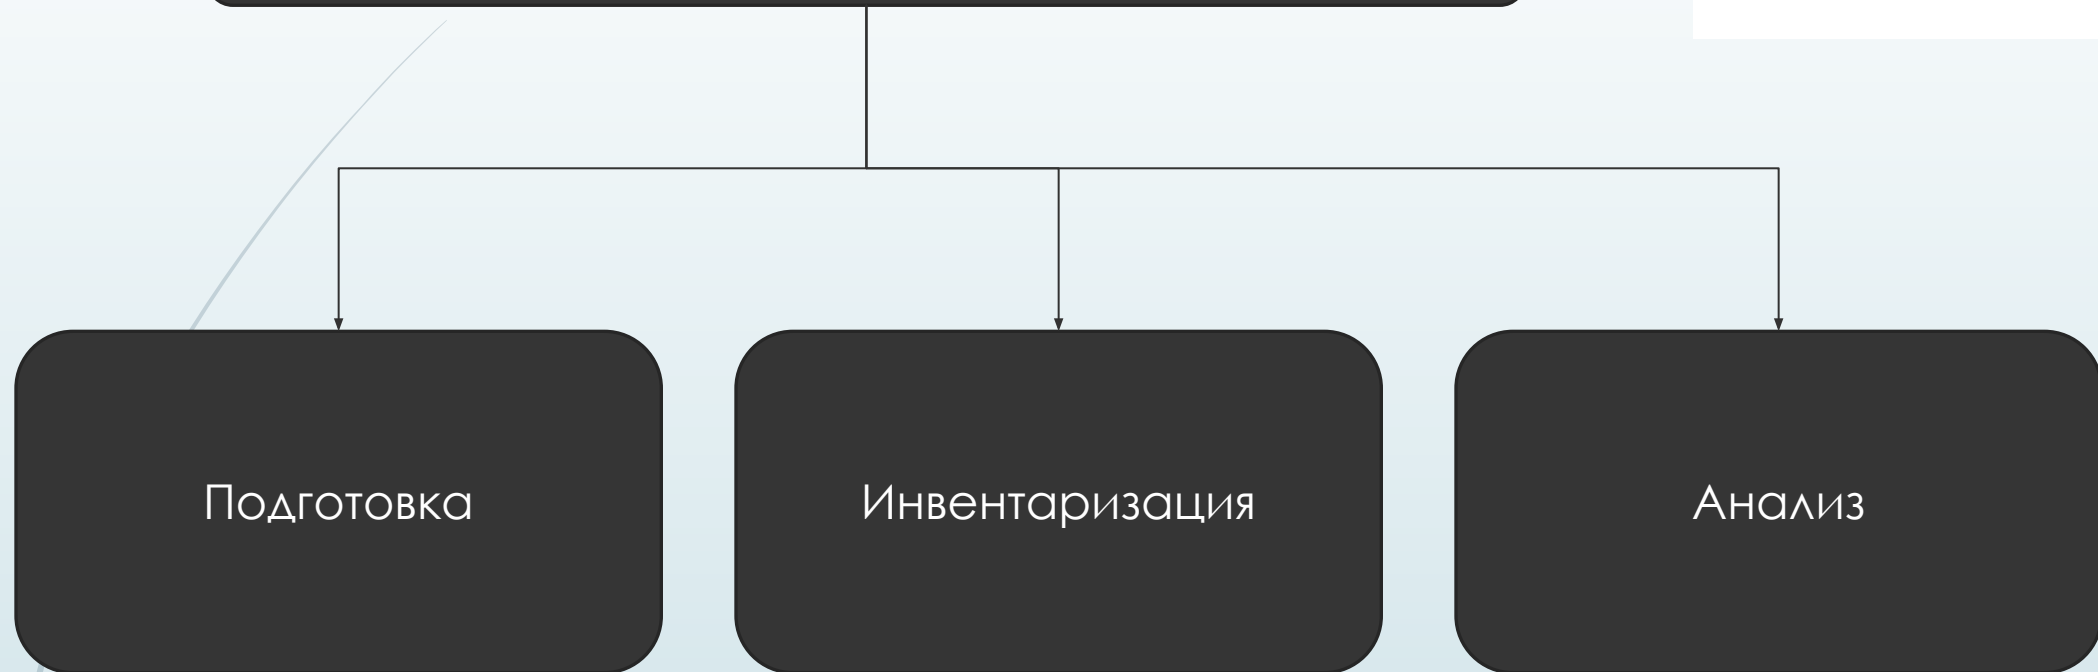 Подготовка
Инвентаризация
Анализ